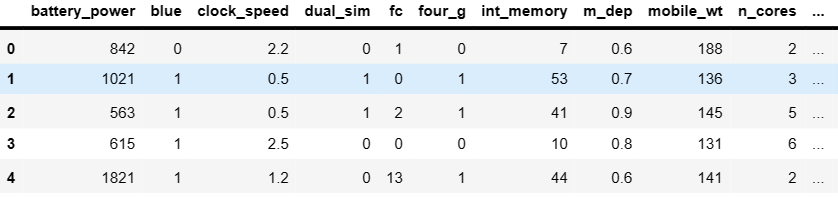 battery_power blue clock_speed dual_sim fc four_g int_memory m_dep mobile_wt n_cores ...
0 842 0 2.2 0 1 0 7 0.6 188 2 ...
1 1021 1 0.5 1 0 1 53 0.7 136 3 ...
2 563 1 0.5 1 2 1 41 0.9 145 5 ...
3 615 1 2.5 0 0 0 10 0.8 131 6 ...
4 1821 1 1.2 0 13 1 44 0.6 141 2 ...